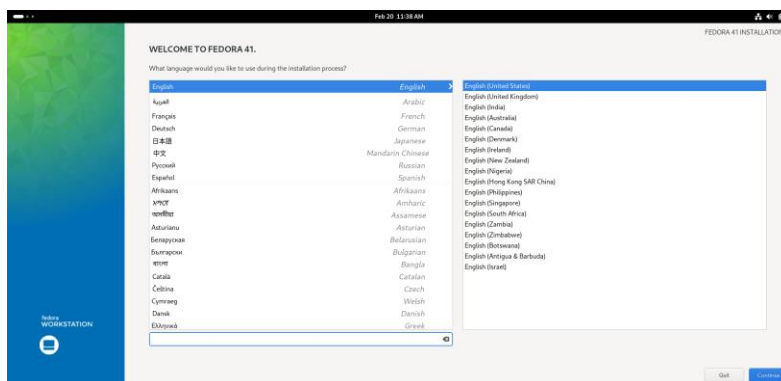 Feb 20 11:38 AM
FEDORA 41 INSTALLATION
WELCOME TO FEDORA 41.
What language would you like to use during the installation process?
English English
العربية Arabic
Français French
Deutsch German
日本語 Japanese
中文 Mandarin Chinese
Русский Russian
Español Spanish
Afrikaans Afrikaans
አማርኛ Amharic
অসমীয়া Assamese
Asturianu Asturian
Беларуская Belarusian
Български Bulgarian
বাংলা Bangla
Català Catalan
Čeština Czech
Cymraeg Welsh
Dansk Danish
Ελληνικά Greek
English (United States)
English (United Kingdom)
English (India)
English (Australia)
English (Canada)
English (Denmark)
English (Ireland)
English (New Zealand)
English (Nigeria)
English (Hong Kong SAR China)
English (Philippines)
English (Singapore)
English (South Africa)
English (Zambia)
English (Zimbabwe)
English (Botswana)
English (Antigua & Barbuda)
English (Israel)
fedora
WORKSTATION
Quit
Continue